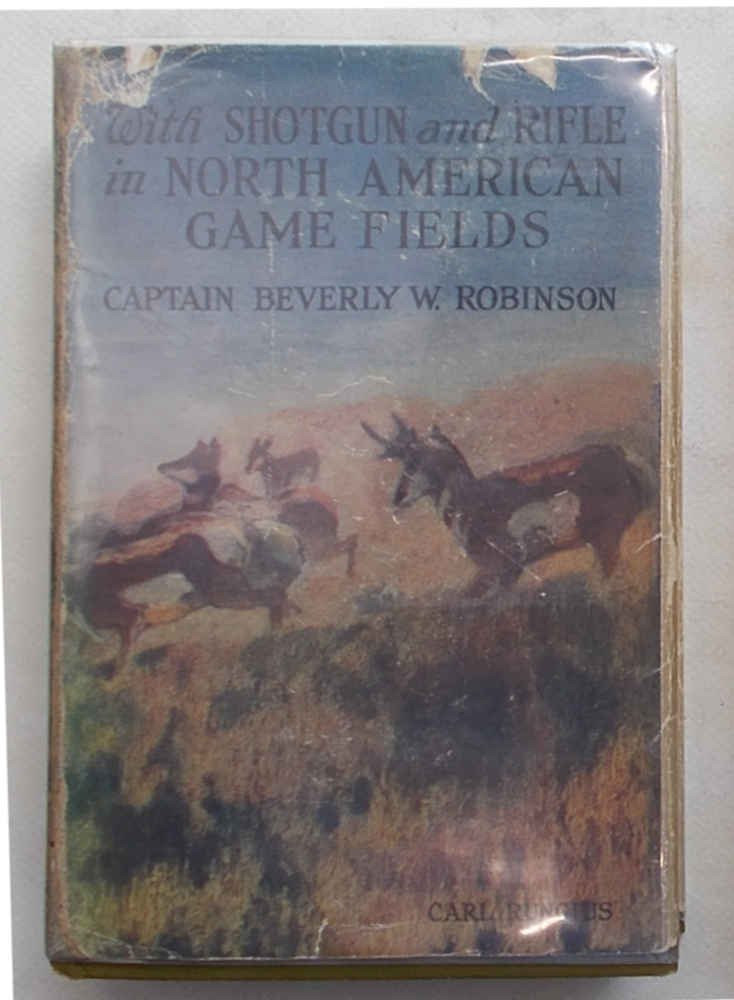 With SHOTGUN and RIFLE
in NORTH AMERICAN
GAME FIELDS
CAPTAIN BEVERLY W. ROBINSON
CARL RUNGIUS